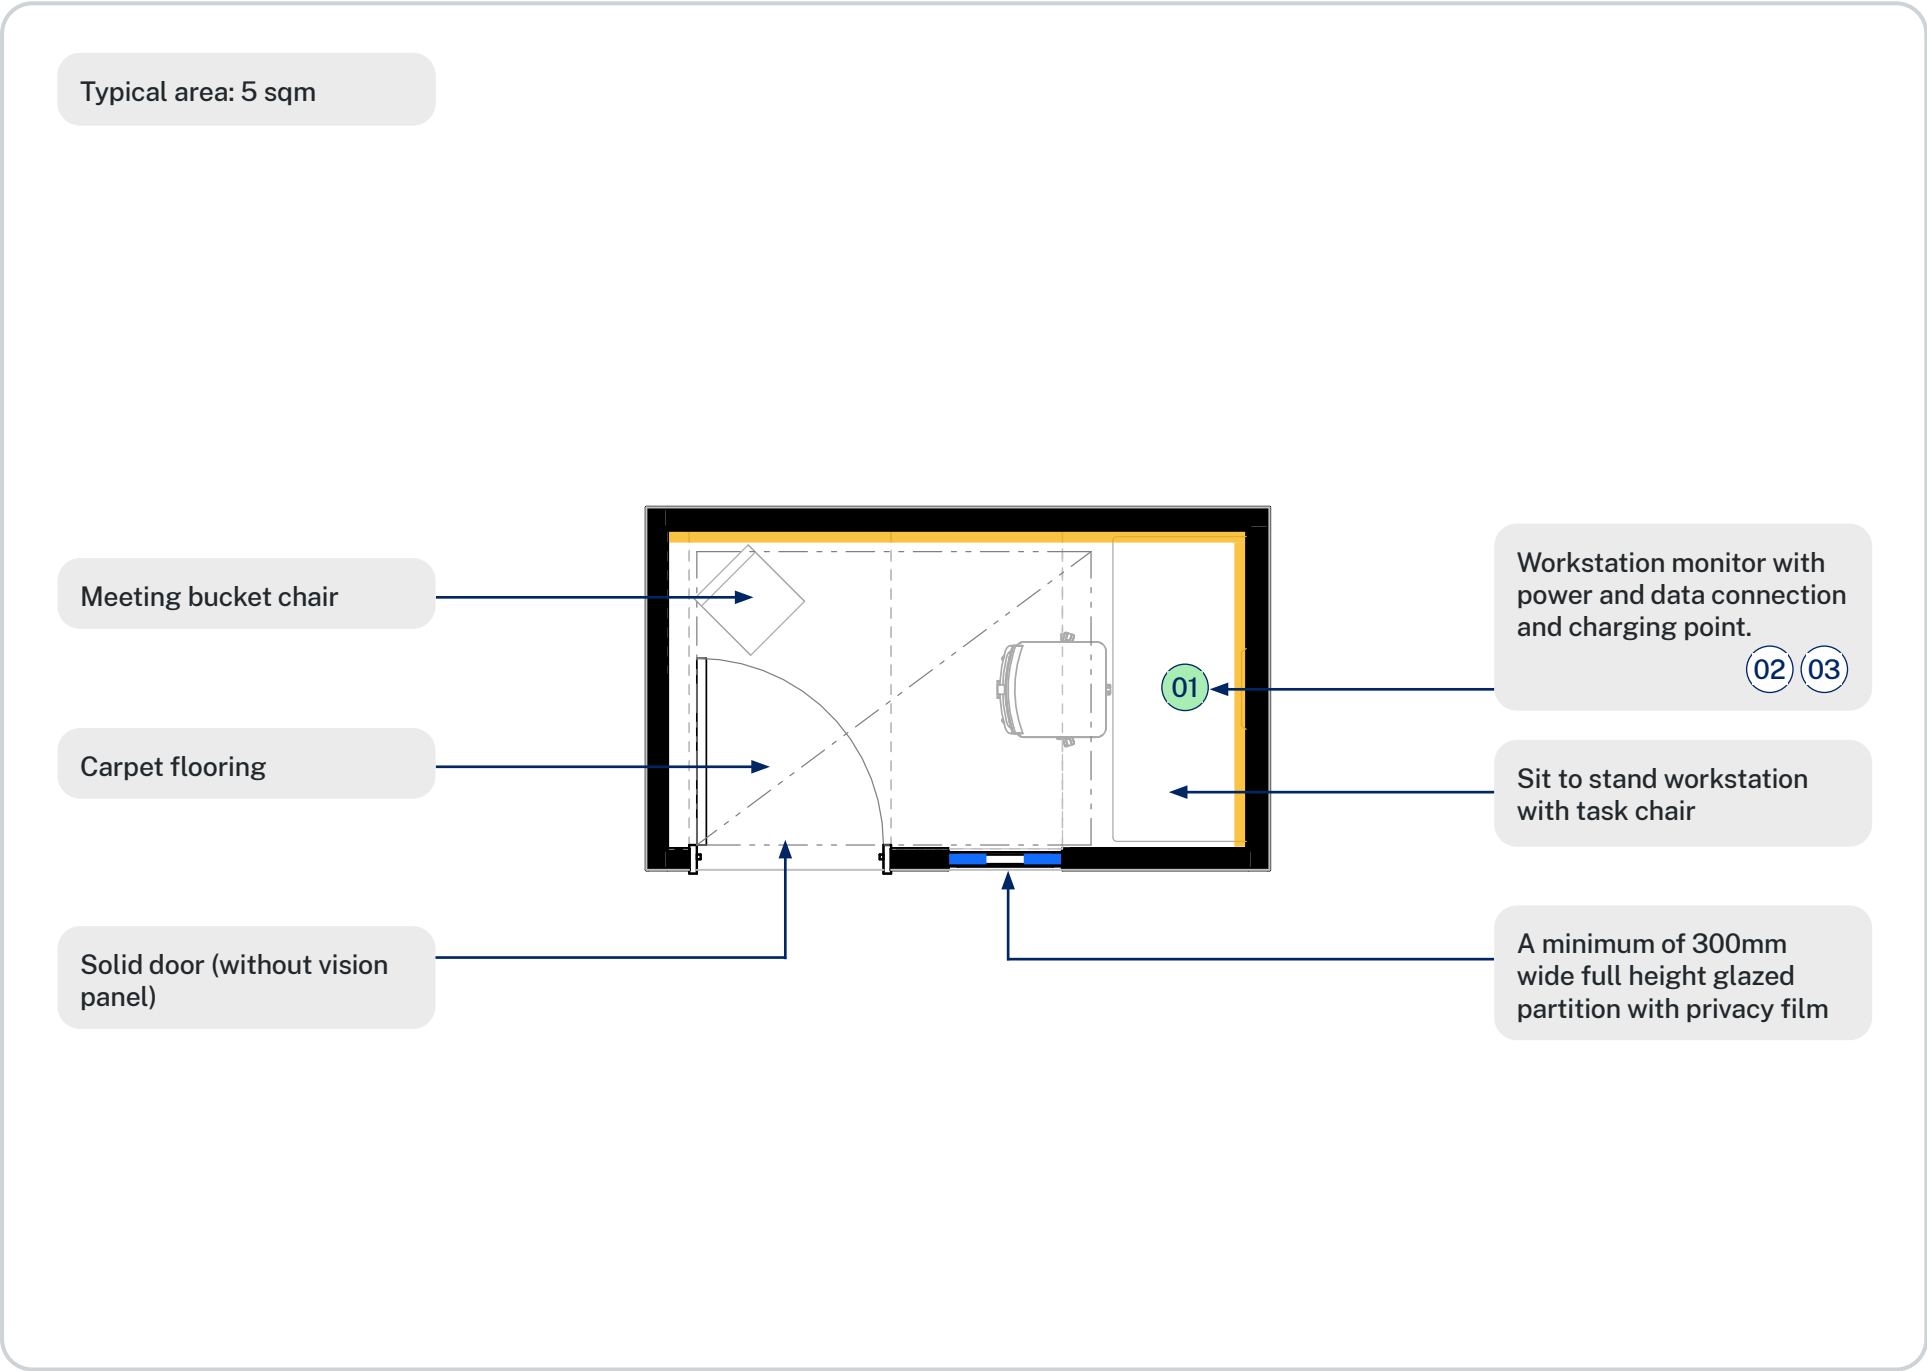 Typical area: 5 sqm
Meeting bucket chair
Carpet flooring
Solid door (without vision
panel)
01
Workstation monitor with
power and data connection
and charging point.
02 03
Sit to stand workstation
with task chair
A minimum of 300mm
wide full height glazed
partition with privacy film